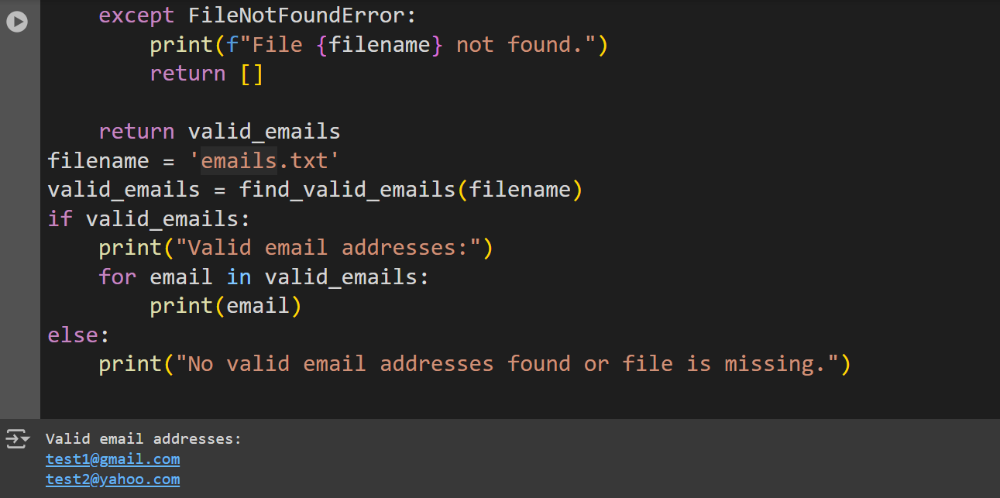 except FileNotFoundError:
        print(f"File {filename} not found.")
        return []

    return valid_emails
filename = 'emails.txt'
valid_emails = find_valid_emails(filename)
if valid_emails:
    print("Valid email addresses:")
    for email in valid_emails:
        print(email)
else:
    print("No valid email addresses found or file is missing.")
Valid email addresses:
test1@gmail.com
test2@yahoo.com